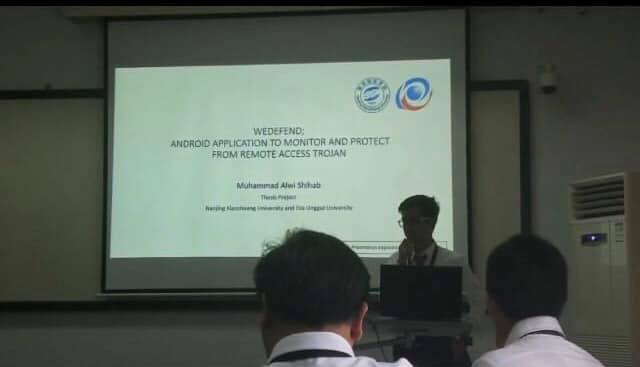 WEDEFEND;
ANDROID APPLICATION TO MONITOR AND PROTECT
FROM REMOTE ACCESS TROJAN
Muhammad Alwi Shihab
Thesis Project
Nanjing Xiaozhuang University and Esa Unggul University